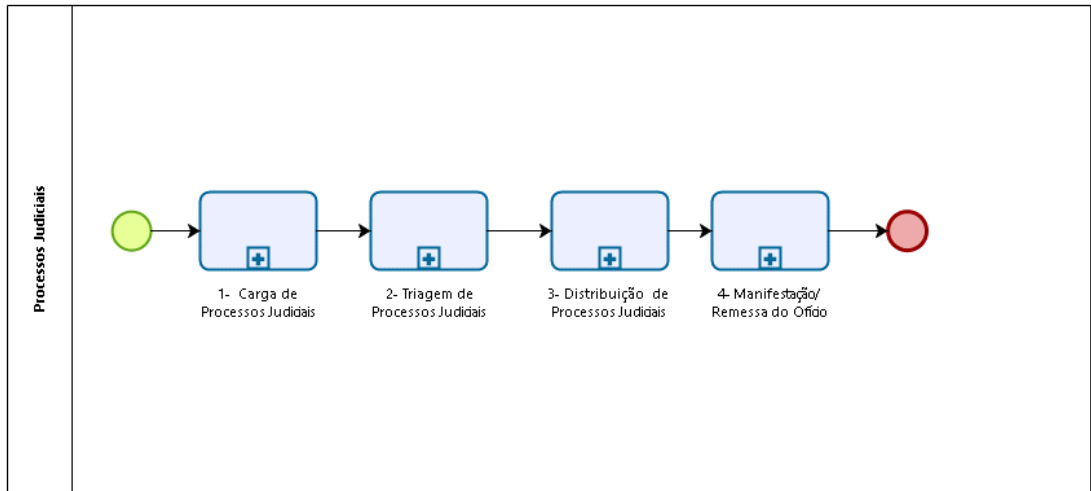 Processos Judiciais
1- Carga de
Processos Judiciais
2- Triagem de
Processos Judiciais
3- Distribuição de
Processos Judiciais
4- Manifestação/
Remessa do Ofício